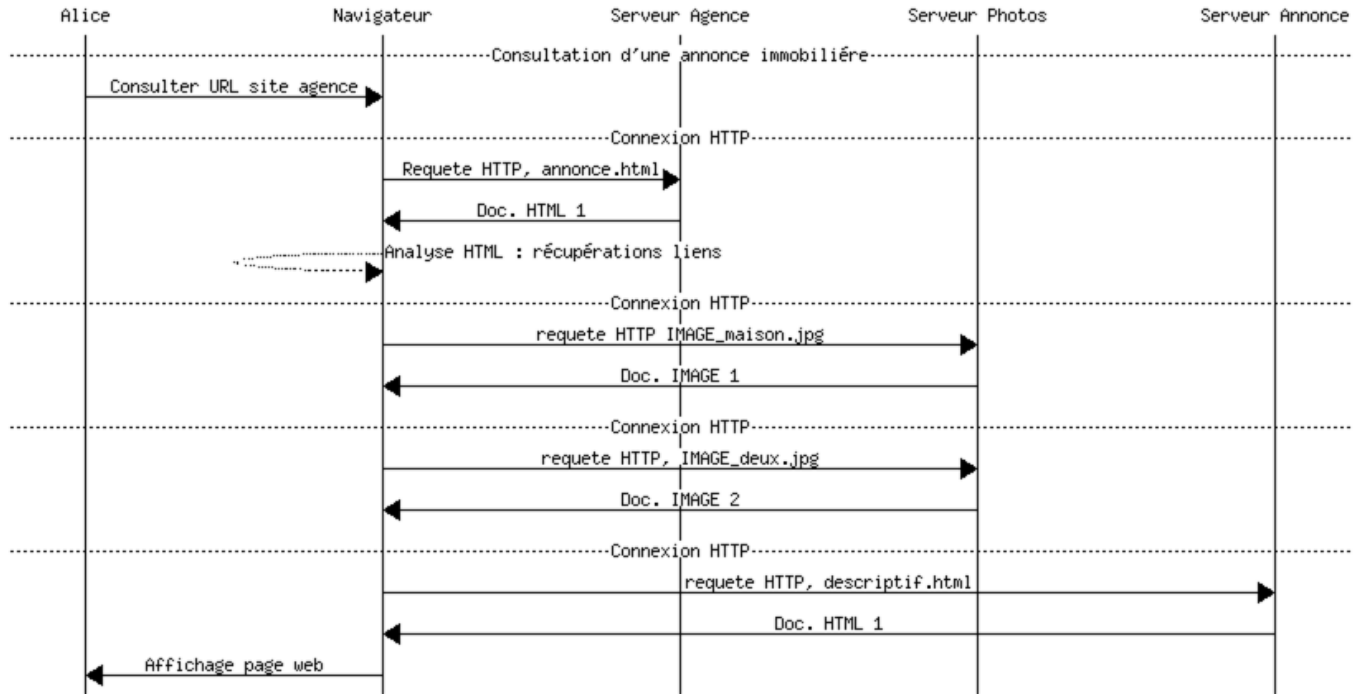 Alice Navigateur Serveur Agence Serveur Photos Serveur Annonce
Consultation d'une annonce immobiliére
Consulter URL site agence
Connexion HTTP
Requete HTTP, annonce.html
Doc. HTML 1
Analyse HTML : récupérations liens
Connexion HTTP
requete HTTP IMAGE_maison.jpg
Doc. IMAGE 1
Connexion HTTP
requete HTTP, IMAGE_deux.jpg
Doc. IMAGE 2
Connexion HTTP
requete HTTP, descriptif.html
Doc. HTML 1
Affichage page web